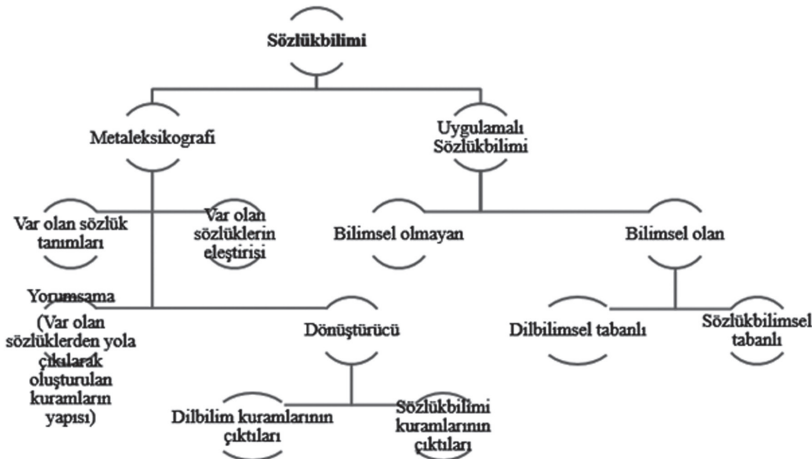 Sözlükbilimi
Metaleksikografi
Uygulamalı
Sözlükbilimi
Var olan sözlük
tanımları
Var olan
sözlüklerin
eleştirisi
Bilimsel olmayan
Bilimsel olan
Yorumsama
(Var olan
sözlüklerden yola
çıkılarak
oluşturulan
kuramların
yapısı)
Dönüştürücü
Dilbilimsel tabanlı
Sözlükbilimsel
tabanlı
Dilbilim kuramlarının
çıktıları
Sözlükbilimi
kuramlarının
çıktıları